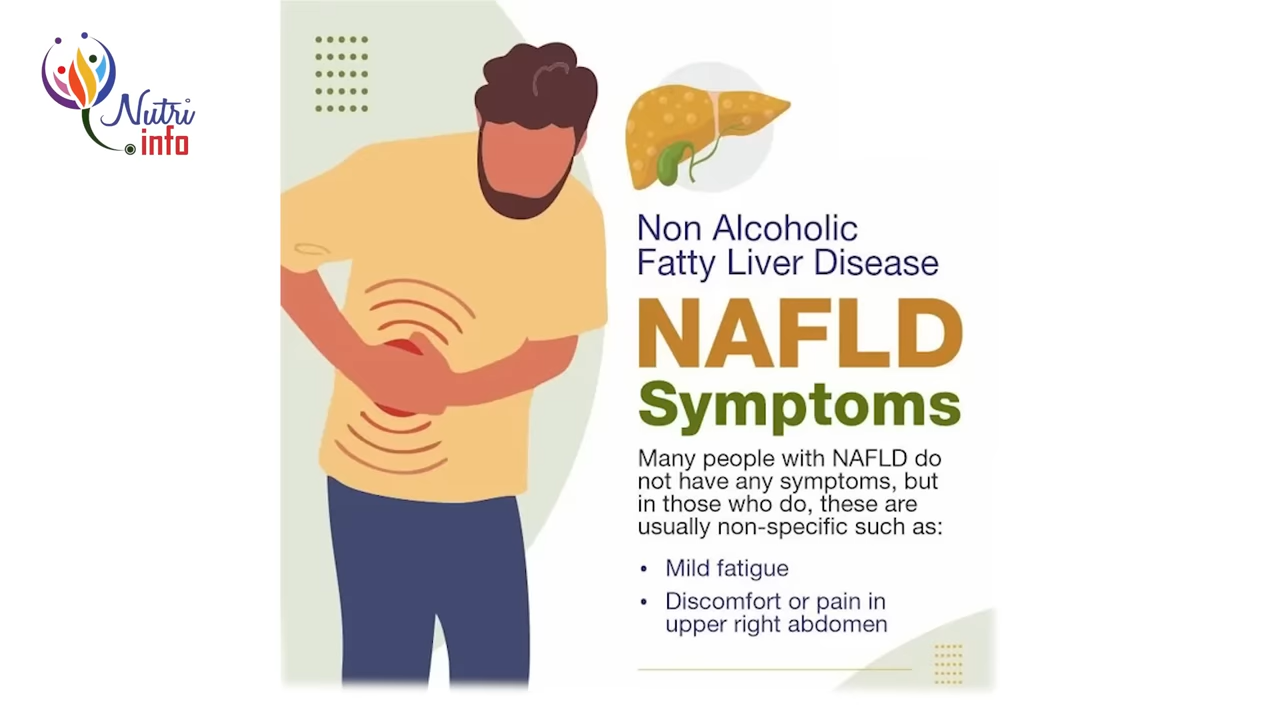 Nutri
.info
Non Alcoholic
Fatty Liver Disease
NAFLD
Symptoms
Many people with NAFLD do
not have any symptoms, but
in those who do, these are
usually non-specific such as:
• Mild fatigue
• Discomfort or pain in
upper right abdomen